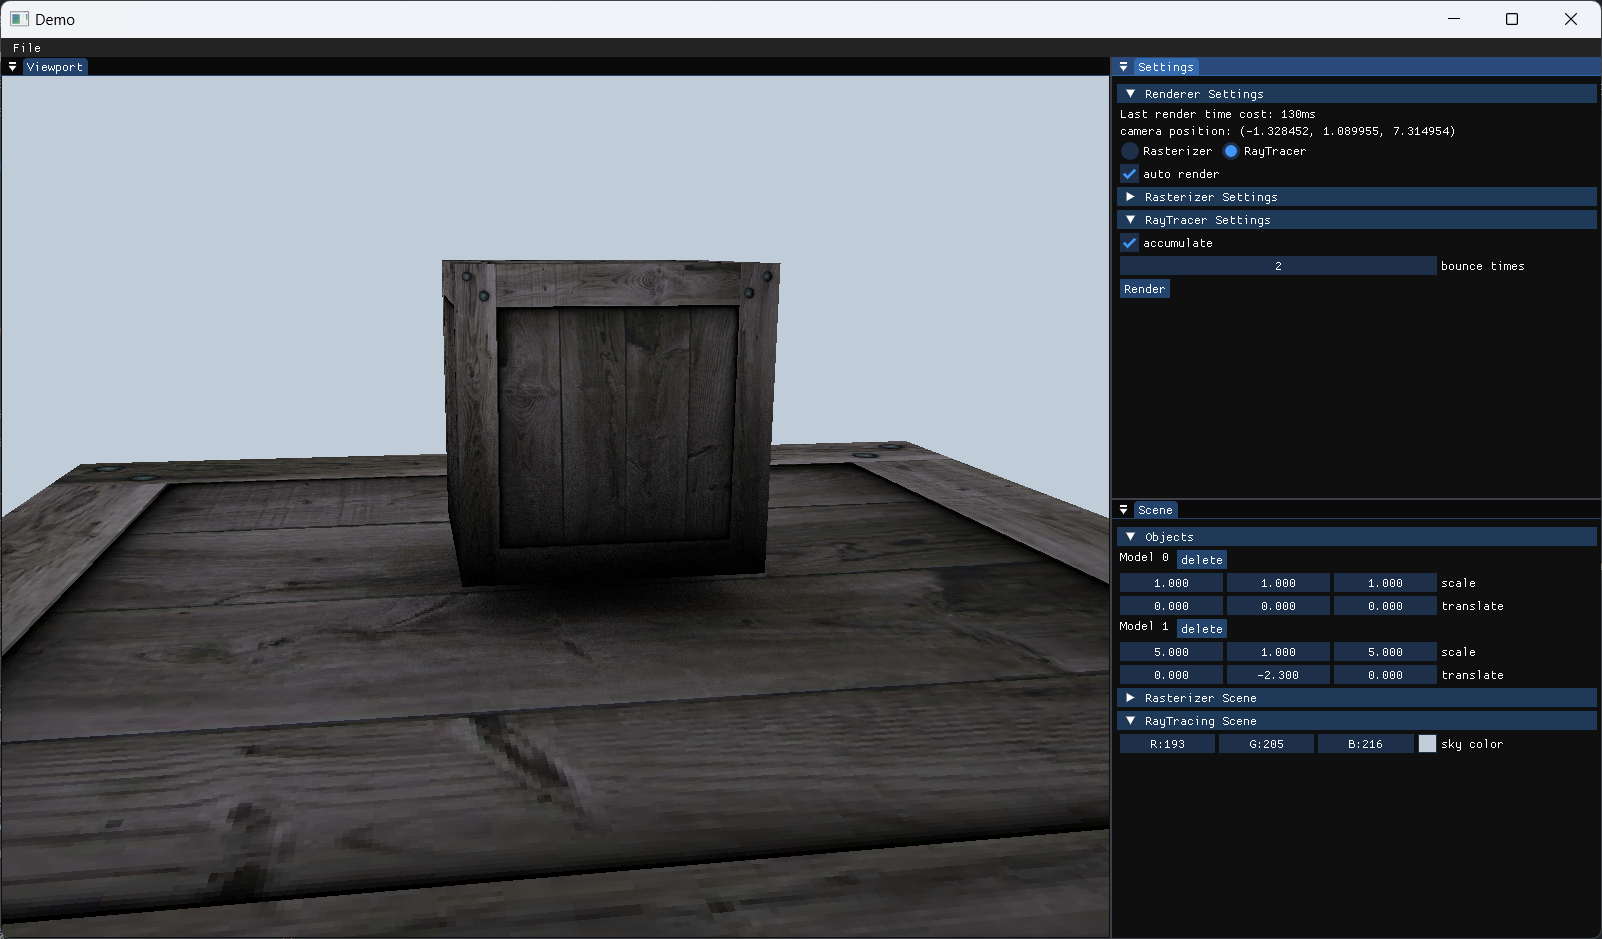 Demo
File
Viewport
Settings
Renderer Settings
Last render time cost: 130ms
camera position: (-1.328452, 1.089955, 7.314954)
Rasterizer RayTracer
auto render
Rasterizer Settings
RayTracer Settings
accumulate
2 bounce times
Render
Scene
Objects
Model 0 delete
1.000 1.000 1.000 scale
0.000 0.000 0.000 translate
Model 1 delete
5.000 1.000 5.000 scale
0.000 -2.300 0.000 translate
Rasterizer Scene
RayTracing Scene
R:193 G:205 B:216 sky color